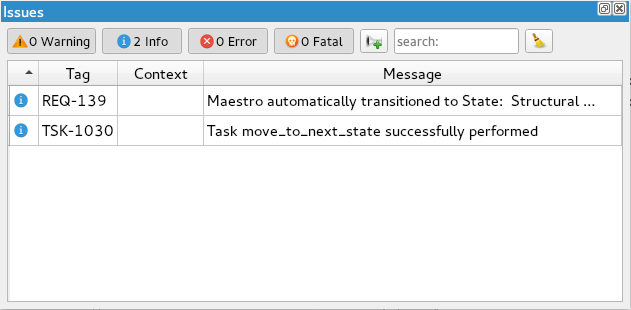 Issues
0 Warning
2 Info
0 Error
0 Fatal
search:
Tag Context Message
REQ-139 Maestro automatically transitioned to State: Structural ...
TSK-1030 Task move_to_next_state successfully performed